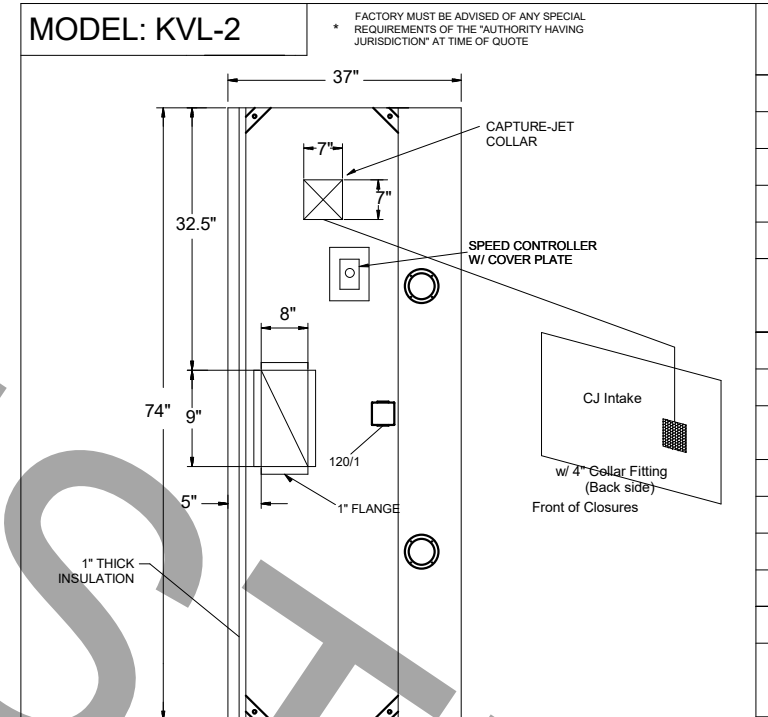 MODEL: KVL-2
* FACTORY MUST BE ADVISED OF ANY SPECIAL
REQUIREMENTS OF THE "AUTHORITY HAVING
JURISDICTION" AT TIME OF QUOTE
37"
CAPTURE-JET
COLLAR
7"
7"
32.5"
SPEED CONTROLLER
W/ COVER PLATE
8"
CJ Intake
74"
9"
120/1
w/ 4" Collar Fitting
(Back side)
5"
1" FLANGE
Front of Closures
1" THICK
INSULATION